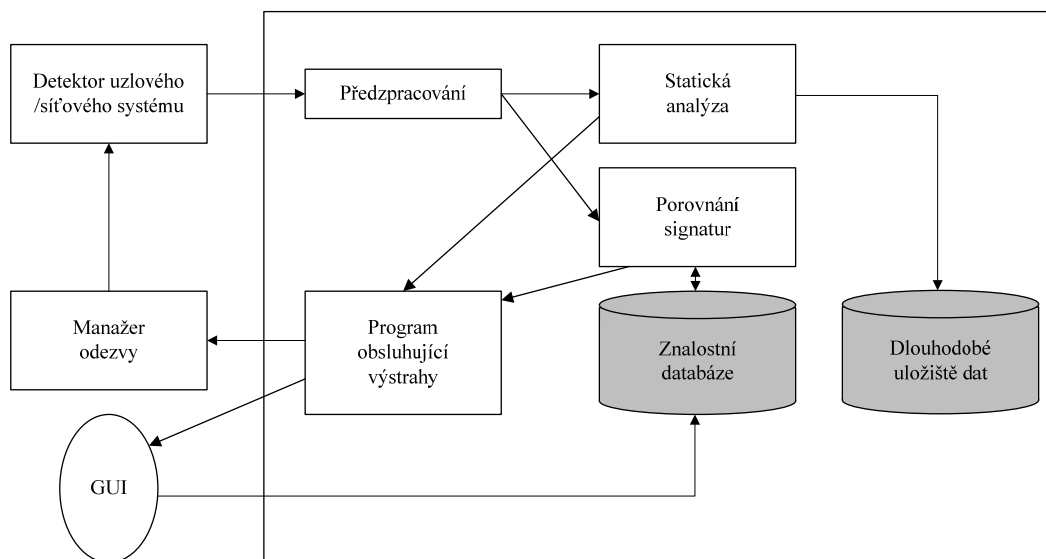 Detektor uzlového
/síťového systému
Předzpracování
Statická
analýza
Porovnání
signatur
Manažer
odezvy
Program
obsluhující
výstrahy
Znalostní
databáze
Dlouhodobé
uložiště dat
GUI